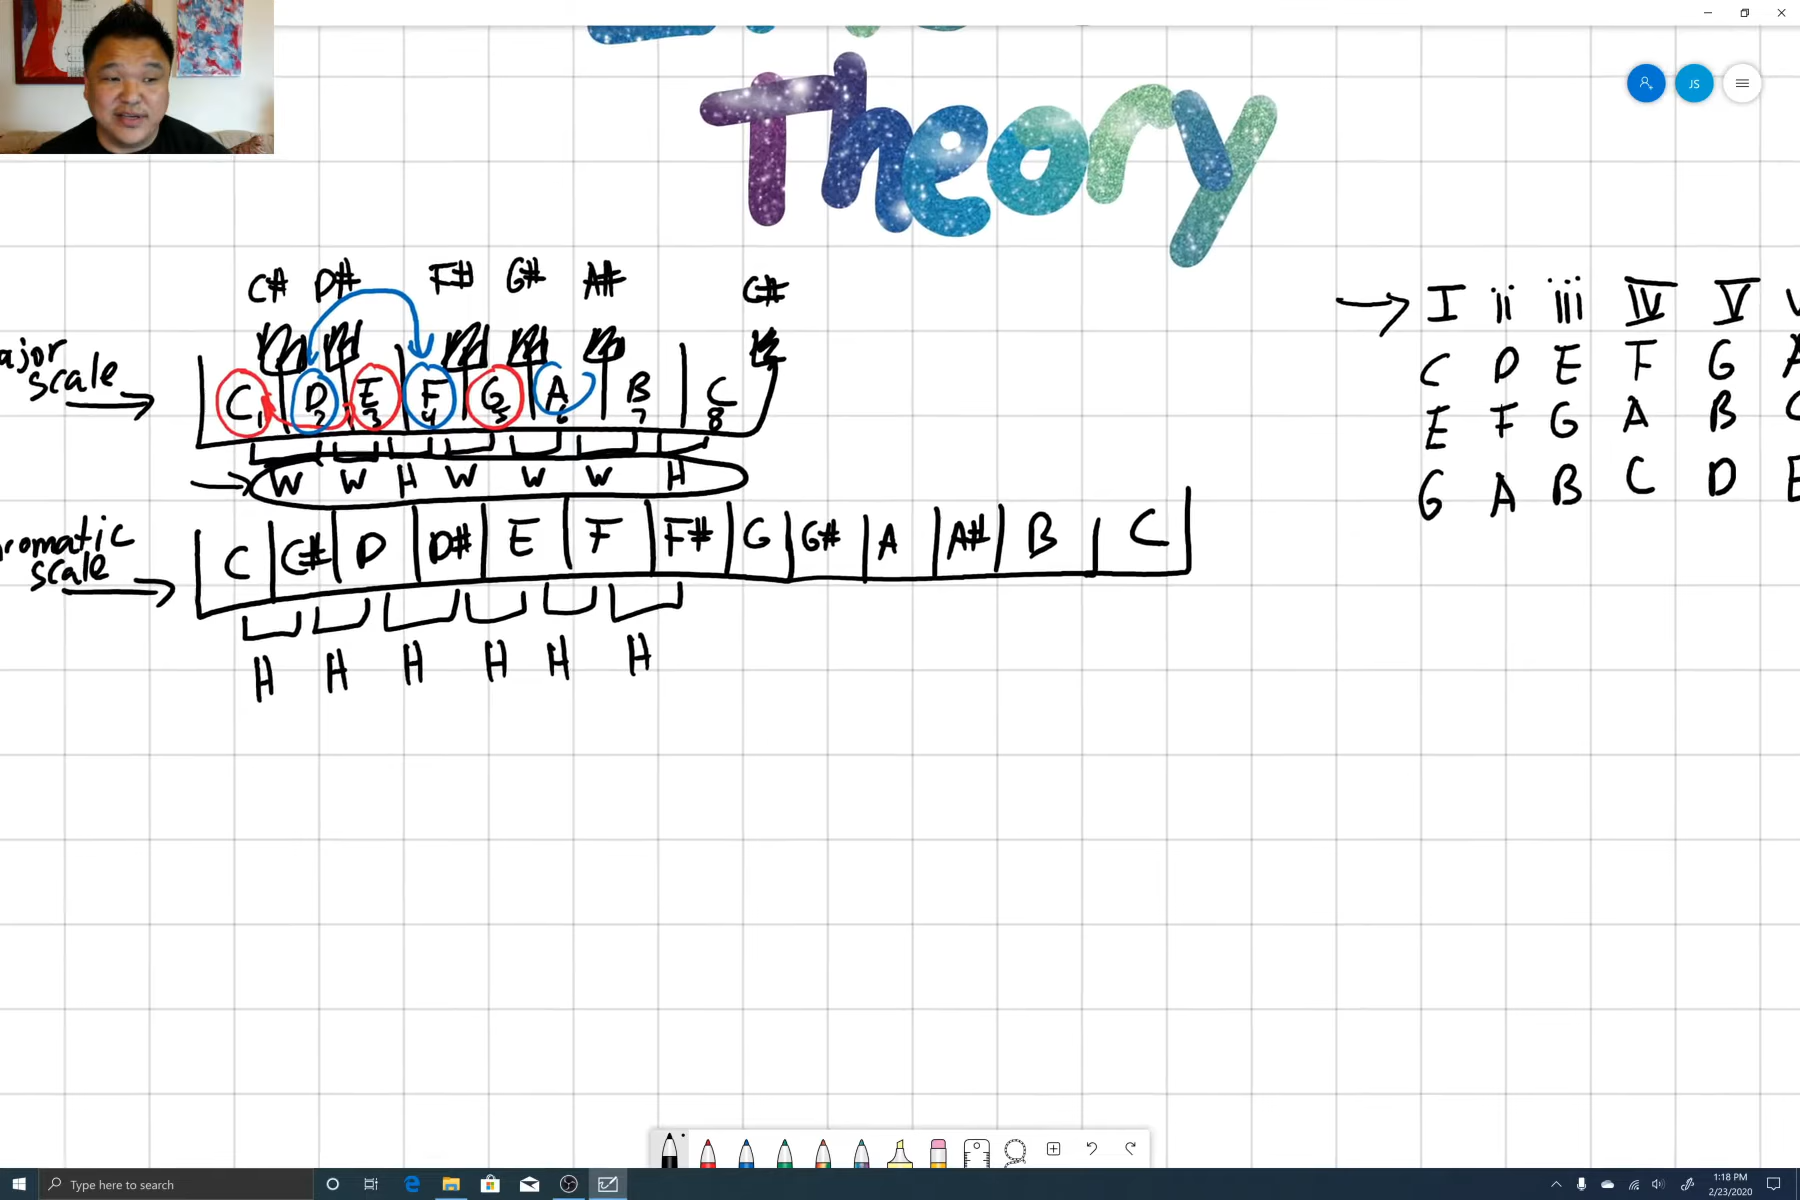 Theory
JS
C# D# F# G# A# C#
ajor
scale
C D E F G A B C
1 2 3 4 5 6 7 8
W W H W W W H
romatic
scale
C C# D D# E F F# G G# A A# B C
H H H H H H
I ii iii IV V
C D E F G A
E F G A B C
G A B C D E
Type here to search
1:18 PM
2/23/2020